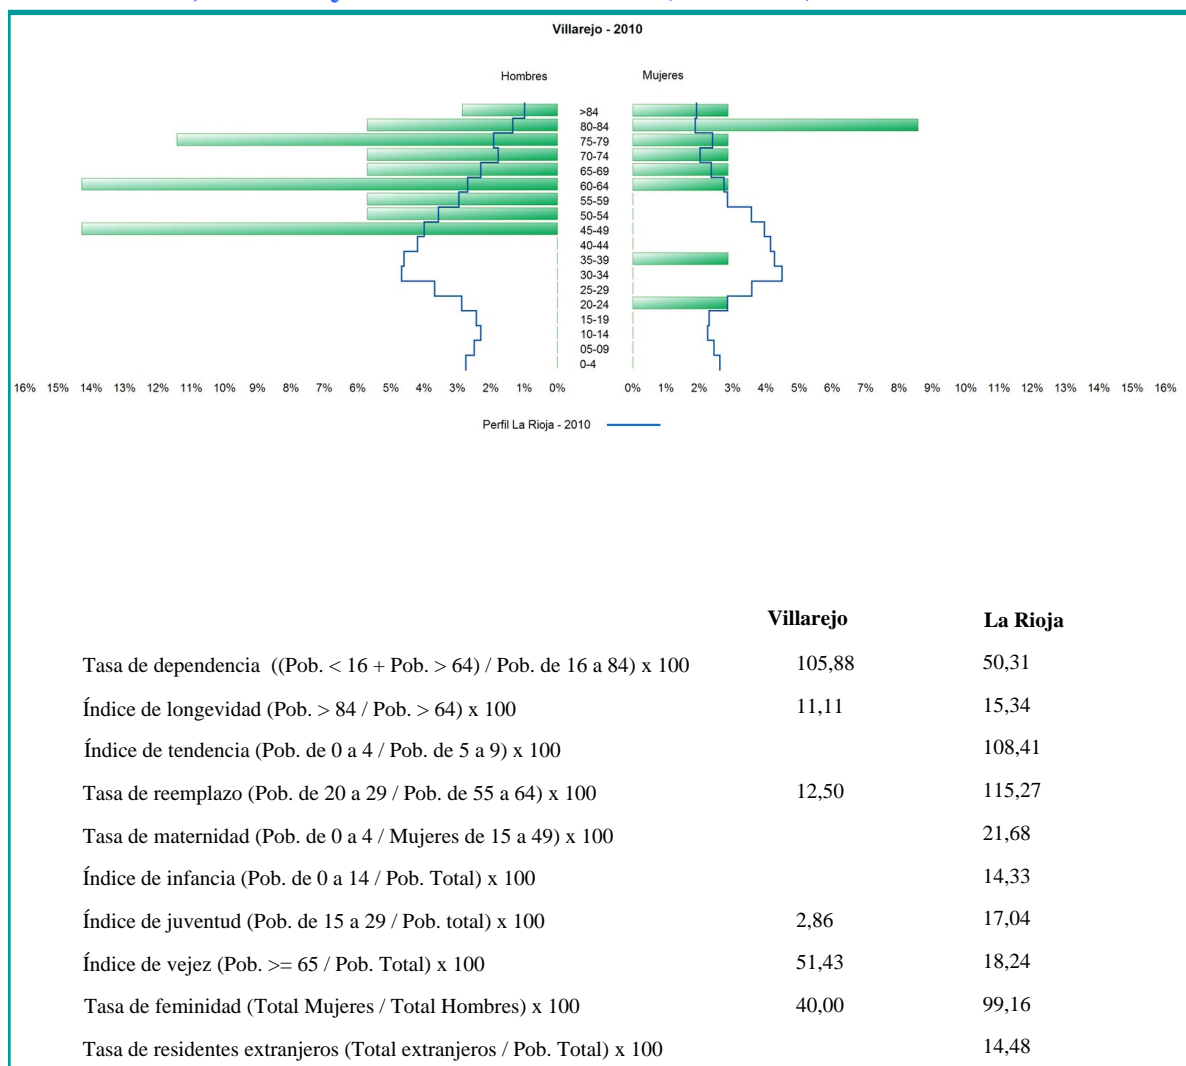 Villarejo - 2010
Hombres Mujeres
>84
80-84
75-79
70-74
65-69
60-64
55-59
50-54
45-49
40-44
35-39
30-34
25-29
20-24
15-19
10-14
05-09
0-4
16% 15% 14% 13% 12% 11% 10% 9% 8% 7% 6% 5% 4% 3% 2% 1% 0% 0% 1% 2% 3% 4% 5% 6% 7% 8% 9% 10% 11% 12% 13% 14% 15% 16%
Perfil La Rioja - 2010
Villarejo La Rioja
Tasa de dependencia ((Pob. < 16 + Pob. > 64) / Pob. de 16 a 84) x 100 105,88 50,31
Índice de longevidad (Pob. > 84 / Pob. > 64) x 100 11,11 15,34
Índice de tendencia (Pob. de 0 a 4 / Pob. de 5 a 9) x 100 108,41
Tasa de reemplazo (Pob. de 20 a 29 / Pob. de 55 a 64) x 100 12,50 115,27
Tasa de maternidad (Pob. de 0 a 4 / Mujeres de 15 a 49) x 100 21,68
Índice de infancia (Pob. de 0 a 14 / Pob. Total) x 100 14,33
Índice de juventud (Pob. de 15 a 29 / Pob. total) x 100 2,86 17,04
Índice de vejez (Pob. >= 65 / Pob. Total) x 100 51,43 18,24
Tasa de feminidad (Total Mujeres / Total Hombres) x 100 40,00 99,16
Tasa de residentes extranjeros (Total extranjeros / Pob. Total) x 100 14,48